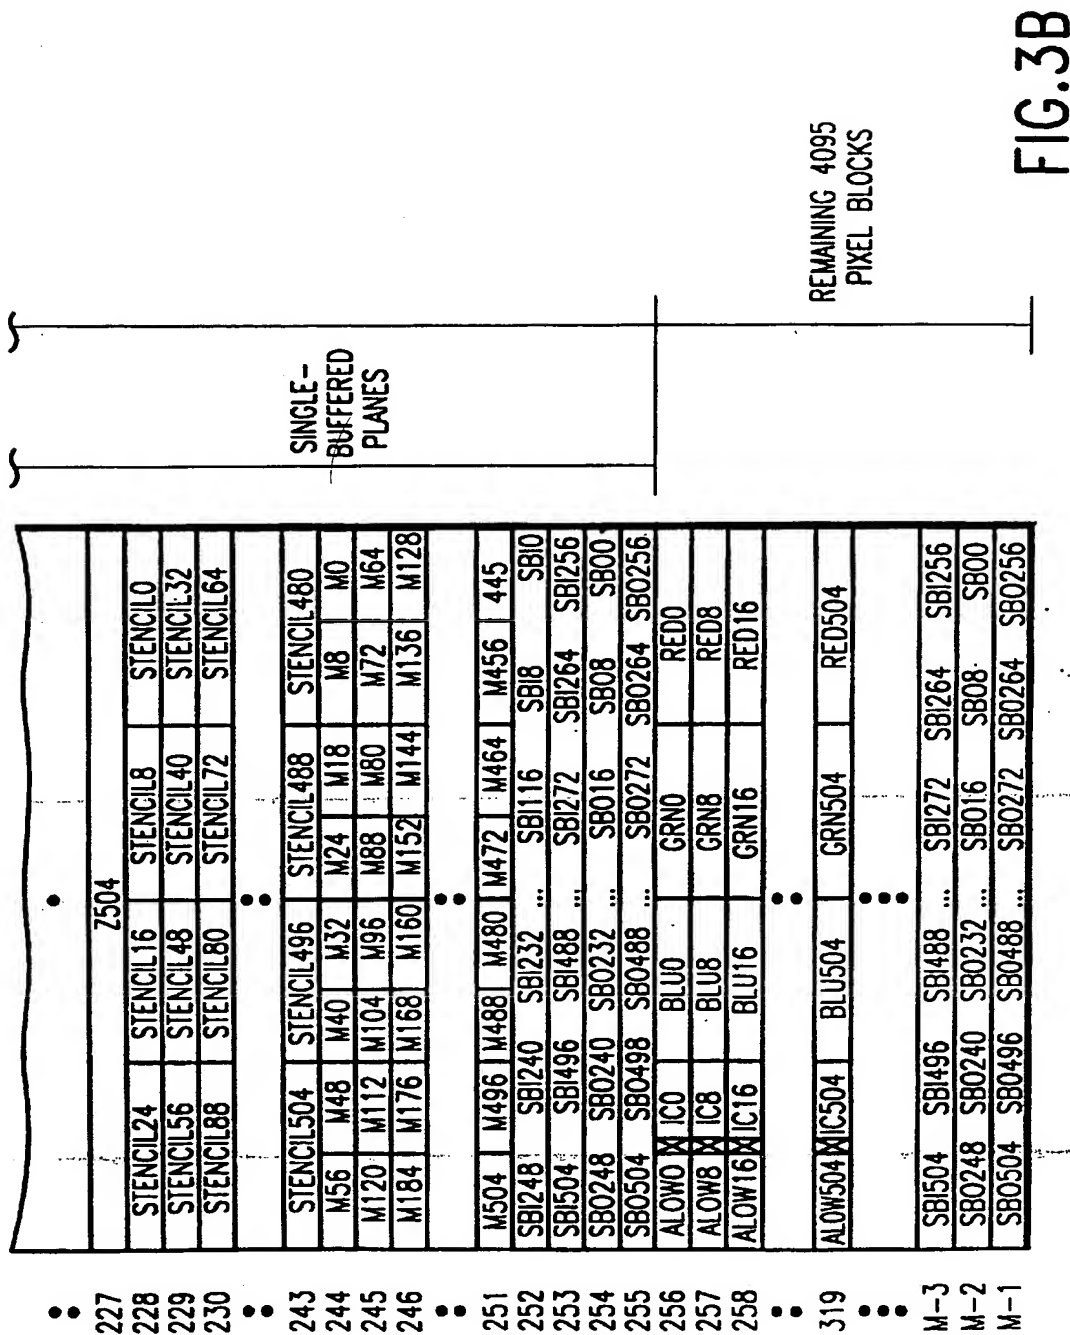 227 Z504
228 STENCIL24 STENCIL16 STENCIL8 STENCIL0
229 STENCIL56 STENCIL48 STENCIL40 STENCIL32
230 STENCIL88 STENCIL80 STENCIL72 STENCIL64
243 STENCIL504 STENCIL496 STENCIL488 STENCIL480
244 M56 M48 M40 M32 M24 M18 M8 M0
245 M120 M112 M104 M96 M88 M80 M72 M64
246 M184 M176 M168 M160 M152 M144 M136 M128
251 M504 M496 M488 M480 M472 M464 M456 445
252 SBI248 SBI240 SBI232 ... SBI116 SBI8 SBI0
253 SBI504 SBI496 SBI488 ... SBI272 SBI264 SBI256
254 SBO248 SBO240 SBO232 ... SBO16 SBO8 SBO0
255 SBO504 SBO498 SBO488 ... SBO272 SBO264 SBO256
256 ALOW0 X IC0 BLU0 GRN0 RED0
257 ALOW8 X IC8 BLU8 GRN8 RED8
258 ALOW16 X IC16 BLU16 GRN16 RED16
319 ALOW504 X IC504 BLU504 GRN504 RED504
M-3 SBI504 SBI496 SBI488 ... SBI272 SBI264 SBI256
M-2 SBO248 SBO240 SBO232 ... SBO16 SBO8 SBO0
M-1 SBO504 SBO496 SBO488 ... SBO272 SBO264 SBO256
SINGLE-
BUFFERED
PLANES
REMAINING 4095
PIXEL BLOCKS
FIG.3B